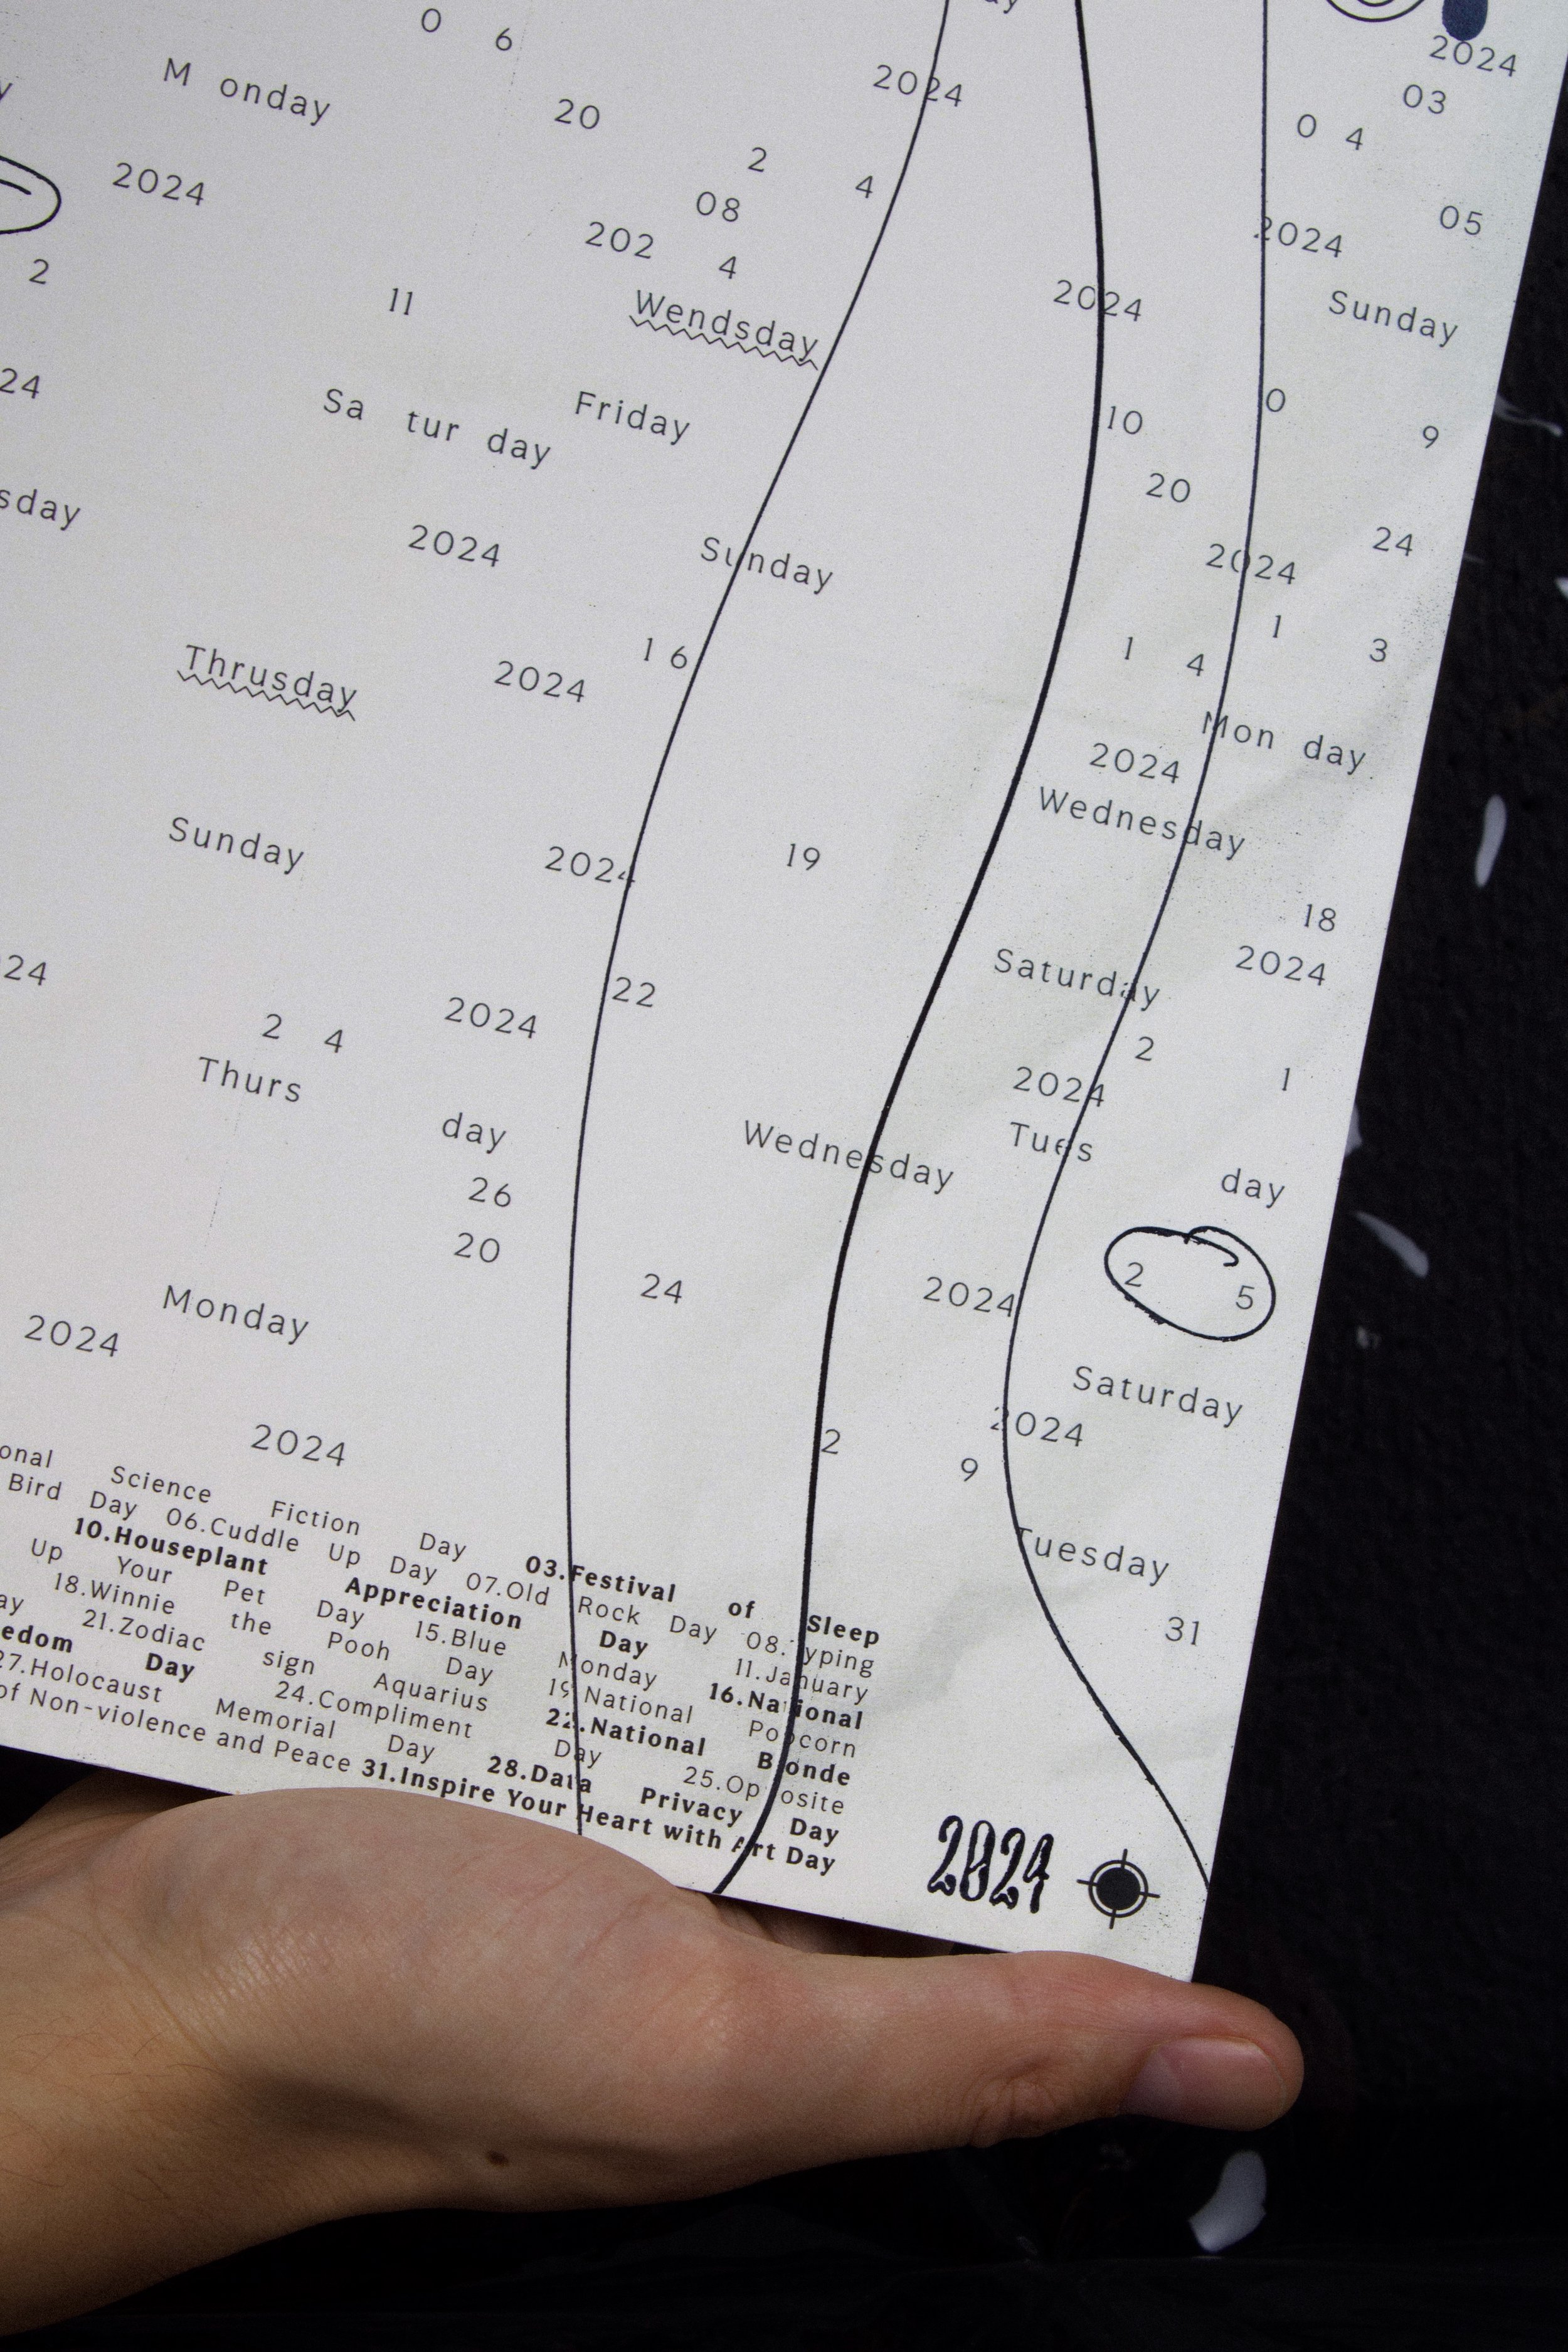 0 6
M onday
20
2024
2024
03
0 4
2 4
08
2024
202 4
05
2024
2
11
Wendsday
2024
Sunday
24
Sa tur day
Friday
10
0 9
sday
20
2024
Sunday
2024
24
1 3
Thrusday
2024
1 6
1 4
Mon day
2024
Wednesday
Sunday
2024
19
18
2024
24
2 4
2024
22
Saturday
2 1
Thurs day
2024
Wednesday
Tues day
26
20
24
2024
2 5
Monday
2024
Saturday
2024
2 9
2024
Tuesday
31
onal Science Fiction Day 03.Festival of Sleep
Bird Day 06.Cuddle Up Day 07.Old Rock Day 08.Typing
10.Houseplant Appreciation Day 11.January
Up Your Pet Day 15.Blue Monday 16.National
18.Winnie the Pooh Day 19.National Popcorn
ay 21.Zodiac sign Aquarius 22.National Blonde
edom Day 24.Compliment Day 25.Opposite
27.Holocaust Memorial Day 28.Data Privacy Day
of Non-violence and Peace 31.Inspire Your Heart with Art Day
2024